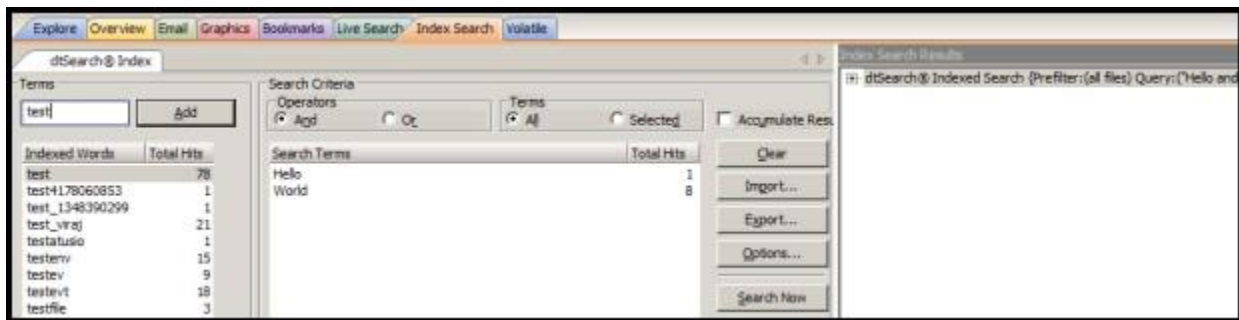 Explore Overview Email Graphics Bookmarks Live Search Index Search Volatile
dtSearch® Index
Index Search Results
Terms
test
Add
Search Criteria
Operators
And
Or
Terms
All
Selected
Accumulate Resu
dtSearch® Indexed Search {Prefilter:(all files) Query:("Hello and
Indexed Words Total Hits
test 78
test4178060853 1
test_1348390299 1
test_viraj 21
testatusio 1
testenv 15
testev 9
testevt 18
testfile 3
Search Terms Total Hits
Hello 1
World 8
Clear
Import...
Export...
Options...
Search Now